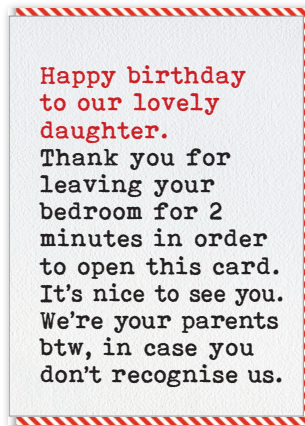 Happy birthday
to our lovely
daughter.
Thank you for
leaving your
bedroom for 2
minutes in order
to open this card.
It's nice to see you.
We're your parents
btw, in case you
don't recognise us.